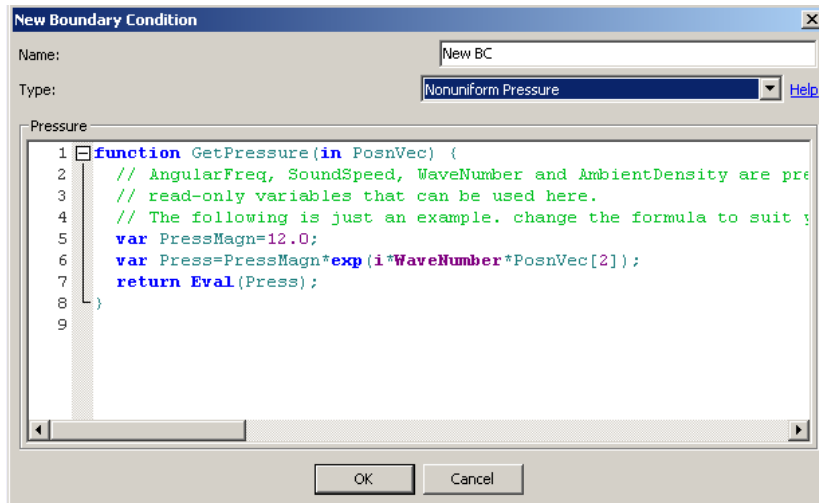 New Boundary Condition
Name: New BC
Type: Nonuniform Pressure Help
Pressure
1 function GetPressure(in PosnVec) {
2 // AngularFreq, SoundSpeed, WaveNumber and AmbientDensity are pre
3 // read-only variables that can be used here.
4 // The following is just an example. change the formula to suit y
5 var PressMagn=12.0;
6 var Press=PressMagn*exp(i*WaveNumber*PosnVec[2]);
7 return Eval(Press);
8 }
9
OK Cancel